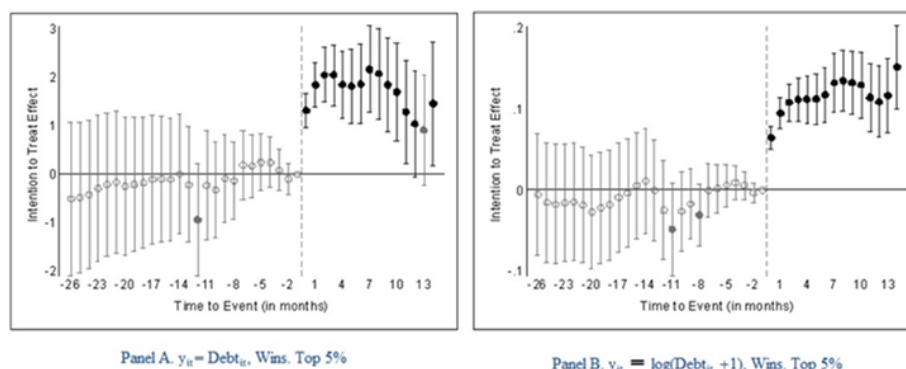 3
2
1
0
-1
-2
Intention to Treat Effect
-26 -23 -20 -17 -14 -11 -8 -5 -2 1 4 7 10 13
Time to Event (in months)
Panel A. yit = Debtit, Wins. Top 5%
.2
.1
0
.1
Intention to Treat Effect
-26 -23 -20 -17 -14 -11 -8 -5 -2 1 4 7 10 13
Time to Event (in months)
Panel B. yit = log(Debtit +1), Wins. Top 5%